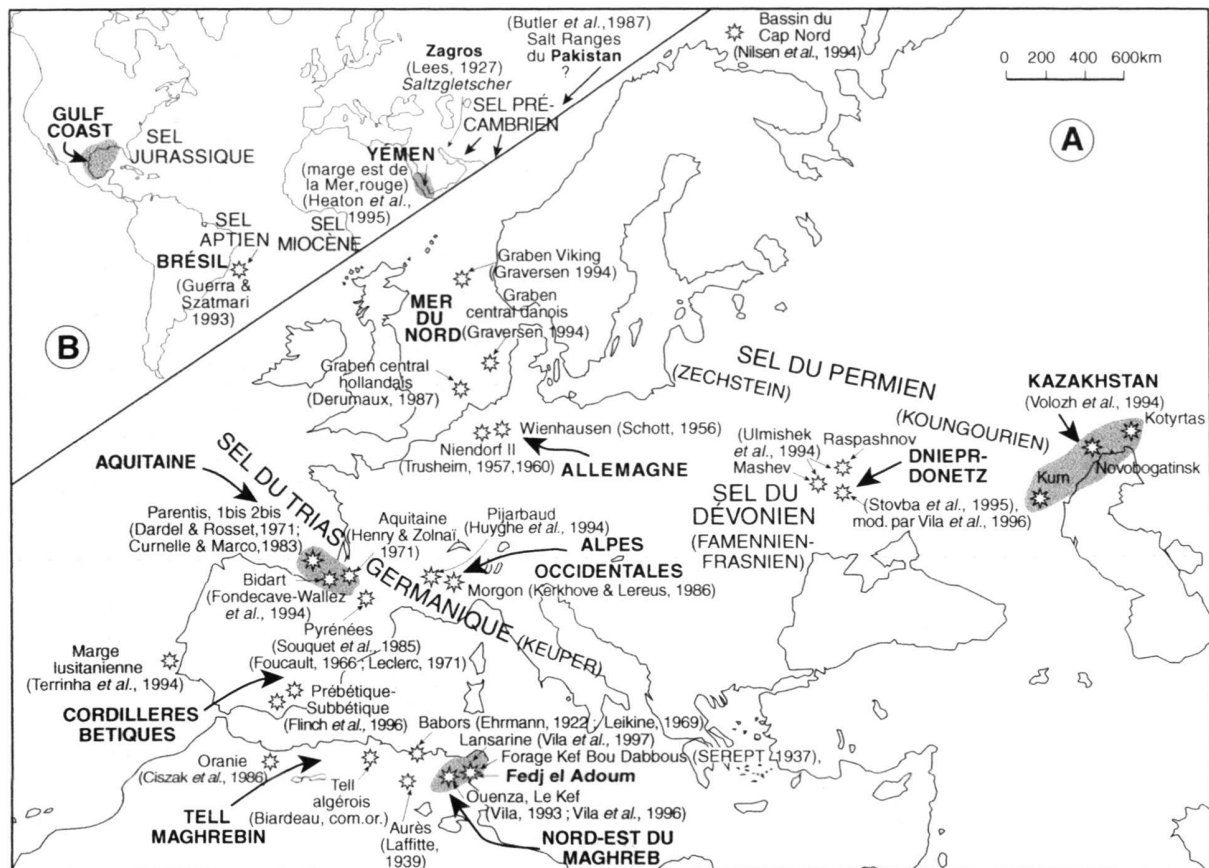 (Butler et al.,1987)
Salt Ranges
du Pakistan
?
Bassin du
Cap Nord
(Nilsen et al., 1994)
0 200 400 600km
A
Zagros
(Lees, 1927)
Saltzgletscher
SEL PRÉ-
CAMBRIEN
GULF
COAST
SEL
JURASSIQUE
YÉMEN
(marge est de
la Mer,rouge)
(Heaton et al.,
1995)
SEL
APTIEN
SEL
MIOCÈNE
BRÉSIL
(Guerra &
Szatmari
1993)
B
Graben Viking
(Graversen 1994)
MER
DU
NORD
Graben
central danois
(Graversen, 1994)
Graben central
hollandais
(Derumaux, 1987)
SEL DU PERMIEN
(ZECHSTEIN)
(KOUNGOURIEN)
KAZAKHSTAN
(Volozh et al., 1994)
Kotyrtas
Novobogatinsk
Kum
Wienhausen (Schott, 1956)
Niendorf II
(Trusheim, 1957,1960)
ALLEMAGNE
(Ulmishek
et al., 1994)
Mashev
Raspashnov
DNIEPR-
DONETZ
(Stovba et al., 1995),
mod. par Vila et al., 1996)
SEL DU
DÉVONIEN
(FAMENNIEN-
FRASNIEN)
AQUITAINE
SEL DU TRIAS
GERMANIQUE (KEUPER)
Parentis, 1bis 2bis
(Dardel & Rosset,1971;
Curnelle & Marco,1983)
Aquitaine
(Henry & Zolnaï,
1971)
Pijarbaud
(Huyghe et al., 1994)
ALPES
OCCIDENTALES
Morgon (Kerkhove & Lereus, 1986)
Bidart
(Fondecave-Wallez
et al., 1994)
Pyrénées
(Souquet et al., 1985)
(Foucault, 1966 ; Leclerc, 1971)
Marge
lusitanienne
(Terrinha et al., 1994)
CORDILLERES
BETIQUES
Prébétique-
Subbétique
(Flinch et al., 1996)
Babors (Ehrmann, 1922 ; Leikine, 1969)
Lansarine (Vila et al., 1997)
Forage Kef Bou Dabbous (SEREPT 1937),
Fedj el Adoum
Ouenza, Le Kef
(Vila, 1993 ; Vila et al., 1996)
NORD-EST DU
MAGHREB
Oranie
(Ciszak et al., 1986)
TELL
MAGHREBIN
Tell
algérois
(Biardeau, com.or.)
Aurès
(Laffitte,
1939)